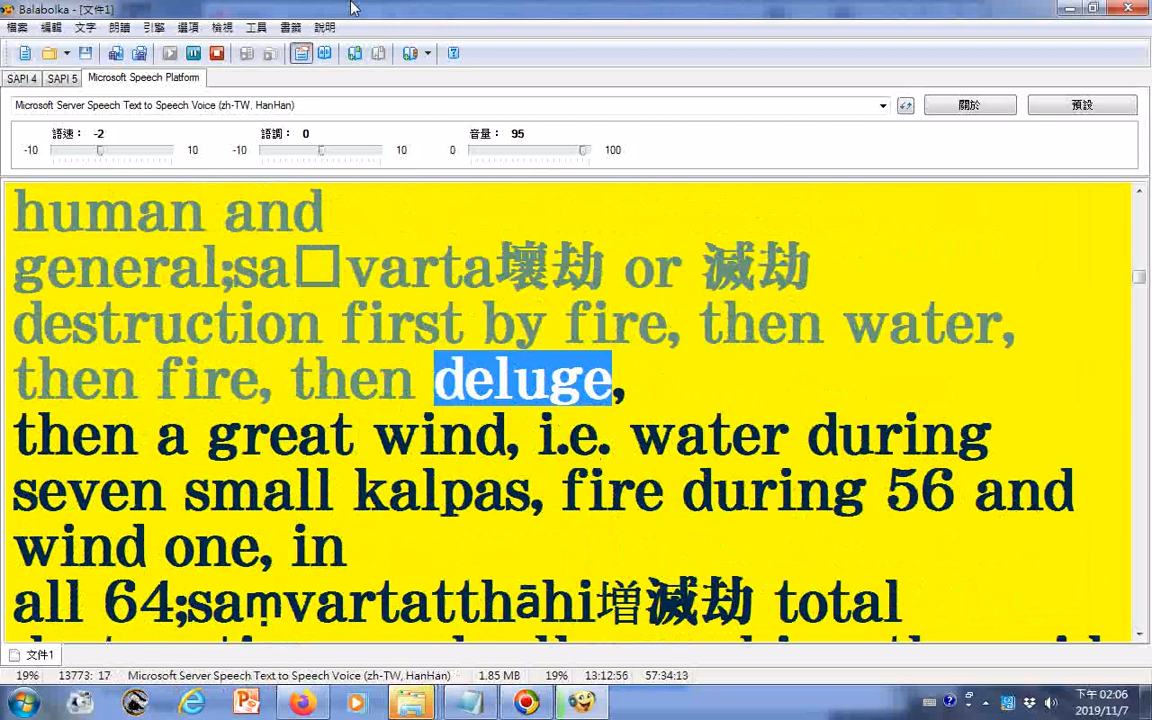 Balabolka - [文件1]
檔案 編輯 文字 朗讀 引擎 選項 檢視 工具 書籤 說明
SAPI 4 SAPI 5 Microsoft Speech Platform
Microsoft Server Speech Text to Speech Voice (zh-TW, HanHan) 關於 預設
語速： -2 語調： 0 音量： 95
-10 10 -10 10 0 100
human and
general;sa□varta壞劫 or 滅劫
destruction first by fire, then water,
then fire, then deluge,
then a great wind, i.e. water during
seven small kalpas, fire during 56 and
wind one, in
all 64;saṃvartatthāhi增滅劫 total
文件1
19% 13773: 17 Microsoft Server Speech Text to Speech Voice (zh-TW, HanHan) 1.85 MB 19% 13:12:56 57:34:13
下午 02:06
2019/11/7